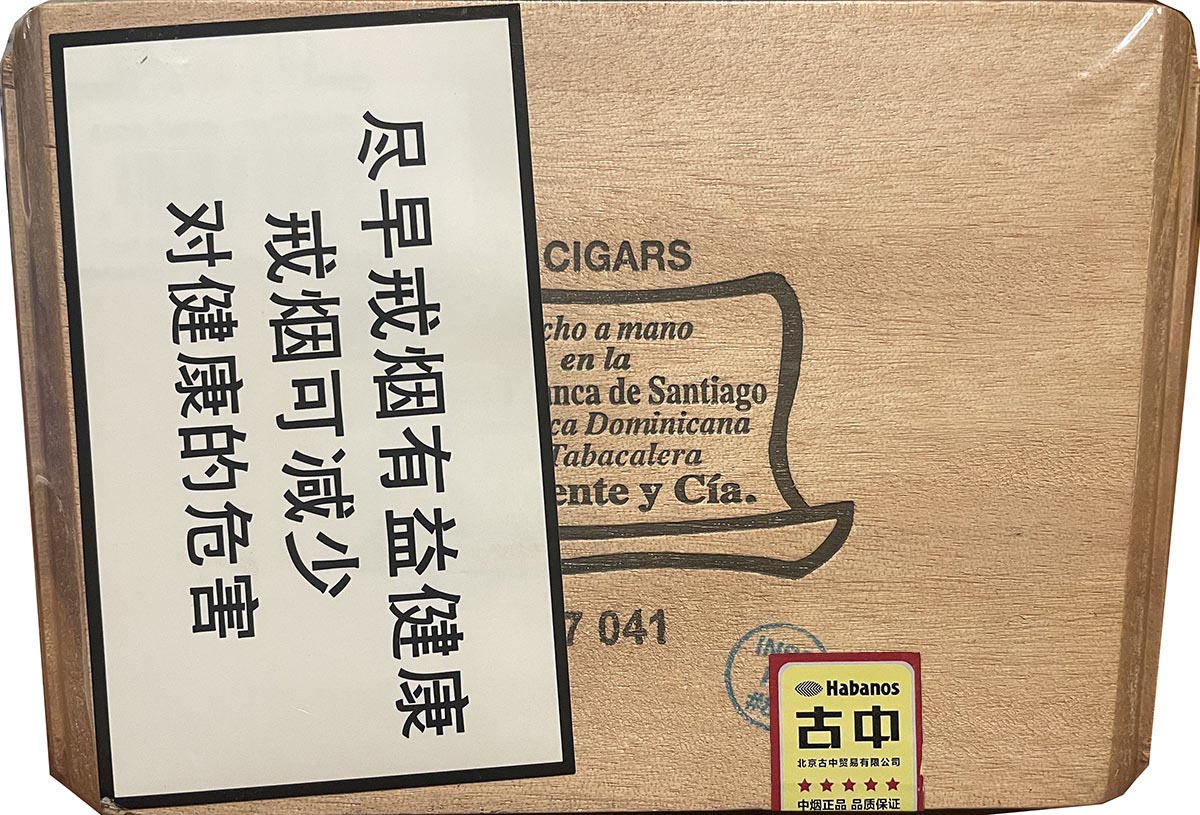 尽早戒烟有益健康
戒烟可减少
对健康的危害
CIGARS
cho a mano
en la
nca de Santiago
ca Dominicana
Tabacalera
ente y Cía.
7 041
Habanos
古中
北京古中贸易有限公司
中烟正品 品质保证